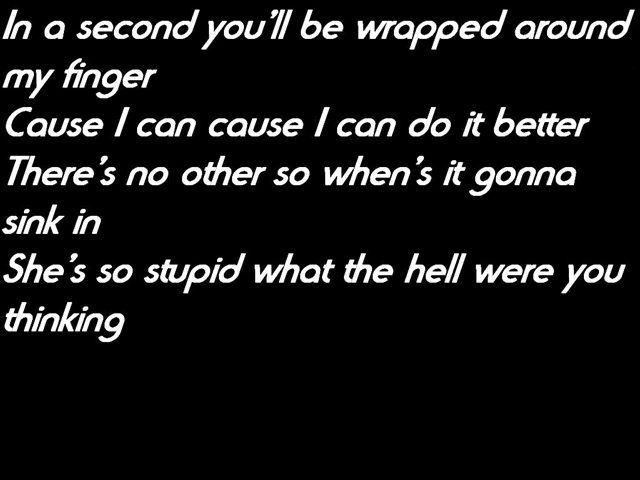 In a second you'll be wrapped around
my finger
Cause I can cause I can do it better
There's no other so when's it gonna
sink in
She's so stupid what the hell were you
thinking